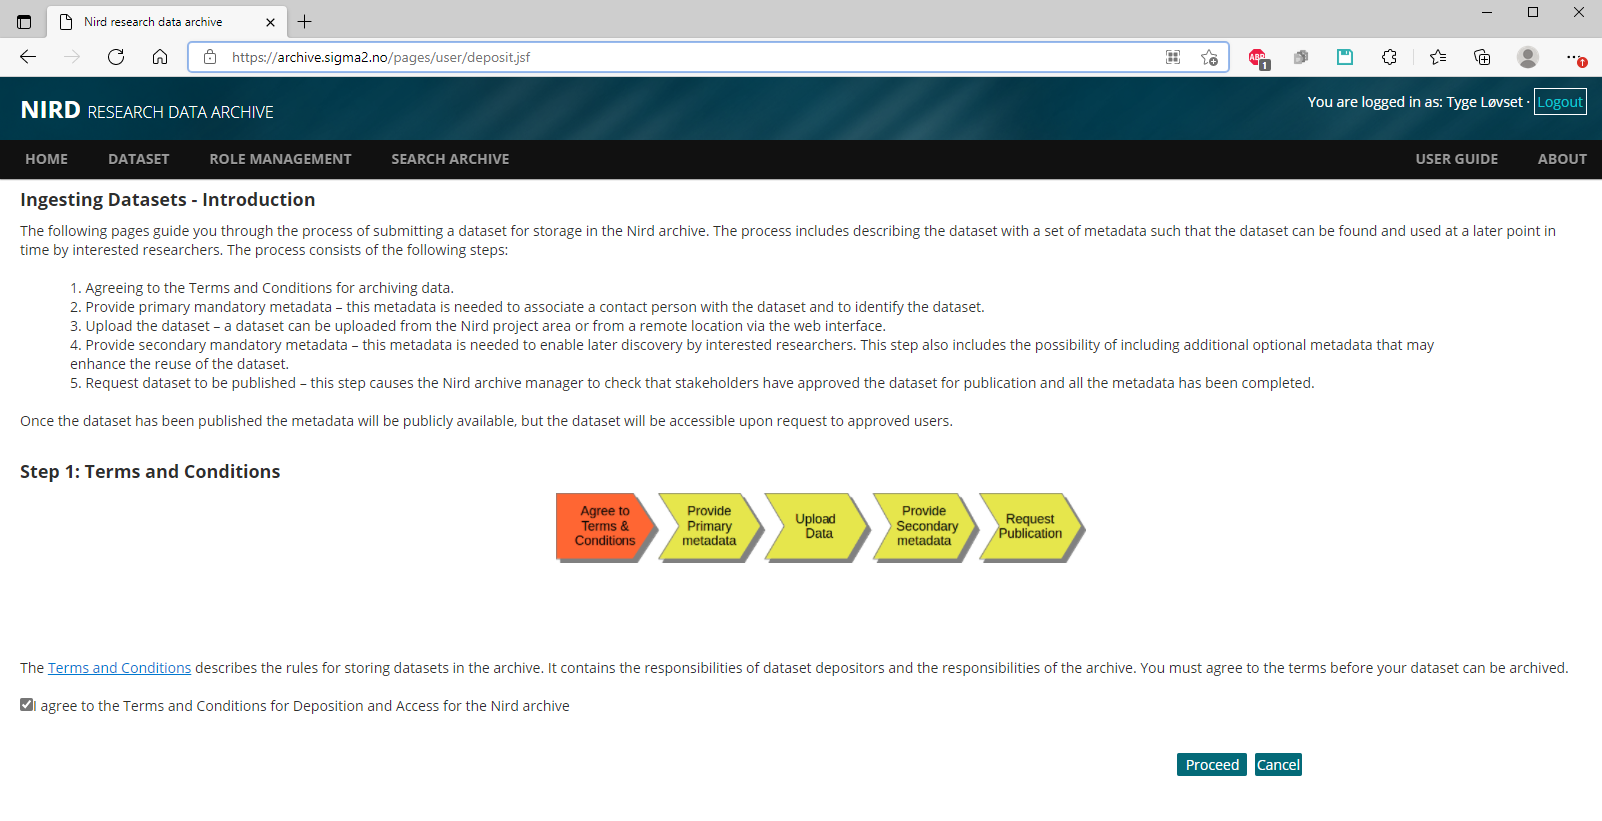 Nird research data archive
https://archive.sigma2.no/pages/user/deposit.jsf
ABP
1
NIRD RESEARCH DATA ARCHIVE
You are logged in as: Tyge Løvset · Logout
HOME DATASET ROLE MANAGEMENT SEARCH ARCHIVE USER GUIDE ABOUT
Ingesting Datasets - Introduction
The following pages guide you through the process of submitting a dataset for storage in the Nird archive. The process includes describing the dataset with a set of metadata such that the dataset can be found and used at a later point in
time by interested researchers. The process consists of the following steps:
1. Agreeing to the Terms and Conditions for archiving data.
2. Provide primary mandatory metadata – this metadata is needed to associate a contact person with the dataset and to identify the dataset.
3. Upload the dataset – a dataset can be uploaded from the Nird project area or from a remote location via the web interface.
4. Provide secondary mandatory metadata – this metadata is needed to enable later discovery by interested researchers. This step also includes the possibility of including additional optional metadata that may
enhance the reuse of the dataset.
5. Request dataset to be published – this step causes the Nird archive manager to check that stakeholders have approved the dataset for publication and all the metadata has been completed.
Once the dataset has been published the metadata will be publicly available, but the dataset will be accessible upon request to approved users.
Step 1: Terms and Conditions
Agree to
Terms &
Conditions
Provide
Primary
metadata
Upload
Data
Provide
Secondary
metadata
Request
Publication
The Terms and Conditions describes the rules for storing datasets in the archive. It contains the responsibilities of dataset depositors and the responsibilities of the archive. You must agree to the terms before your dataset can be archived.
I agree to the Terms and Conditions for Deposition and Access for the Nird archive
Proceed Cancel